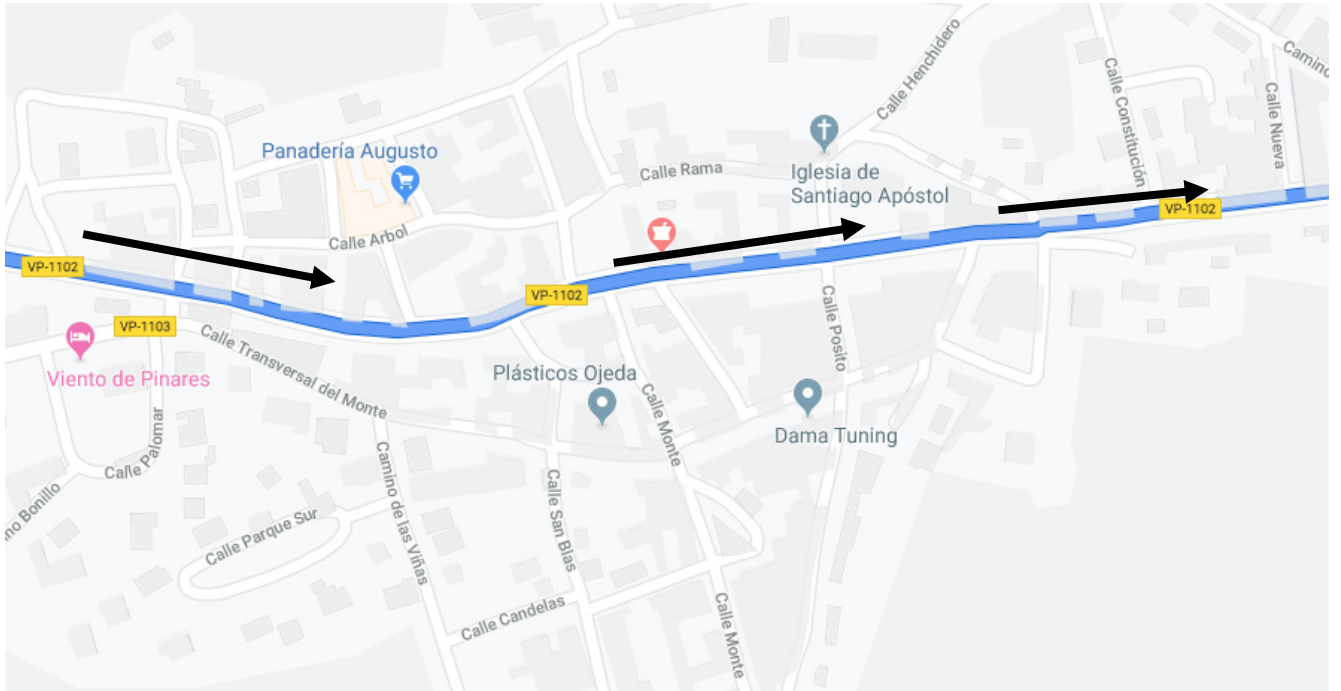 Calle Henchidero
Camino
Calle Constitución
Calle Nueva
Panadería Augusto
Calle Rama
Iglesia de
Santiago Apóstol
VP-1102
Calle Arbol
VP-1102
VP-1102
VP-1103
Viento de Pinares
Calle Transversal del Monte
Calle Posito
Plásticos Ojeda
Calle Monte
Dama Tuning
Calle Palomar
no Bonillo
Calle Parque Sur
Camino de las Viñas
Calle San Blas
Calle Candelas
Calle Monte